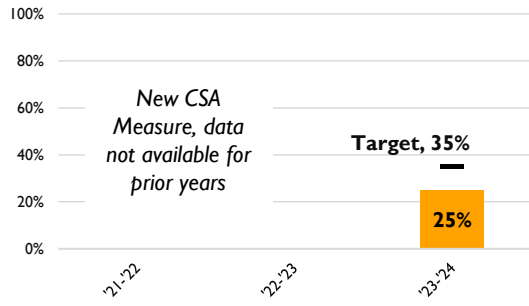 100%
80%
60%
40%
20%
0%
New CSA
Measure, data
not available for
prior years
Target, 35%
25%
'21-'22
'22-'23
'23-'24